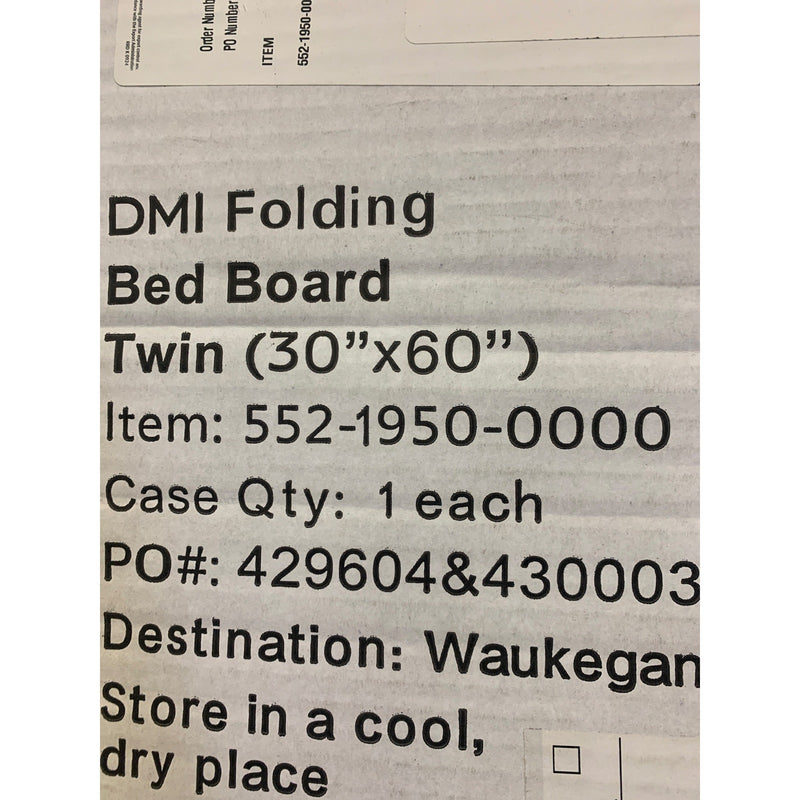 Order Numb
PO Number
ITEM
552-1950-00
DMI Folding
Bed Board
Twin (30”x60”)
Item: 552-1950-0000
Case Qty: 1 each
PO#: 429604&430003
Destination: Waukegan
Store in a cool,
dry place